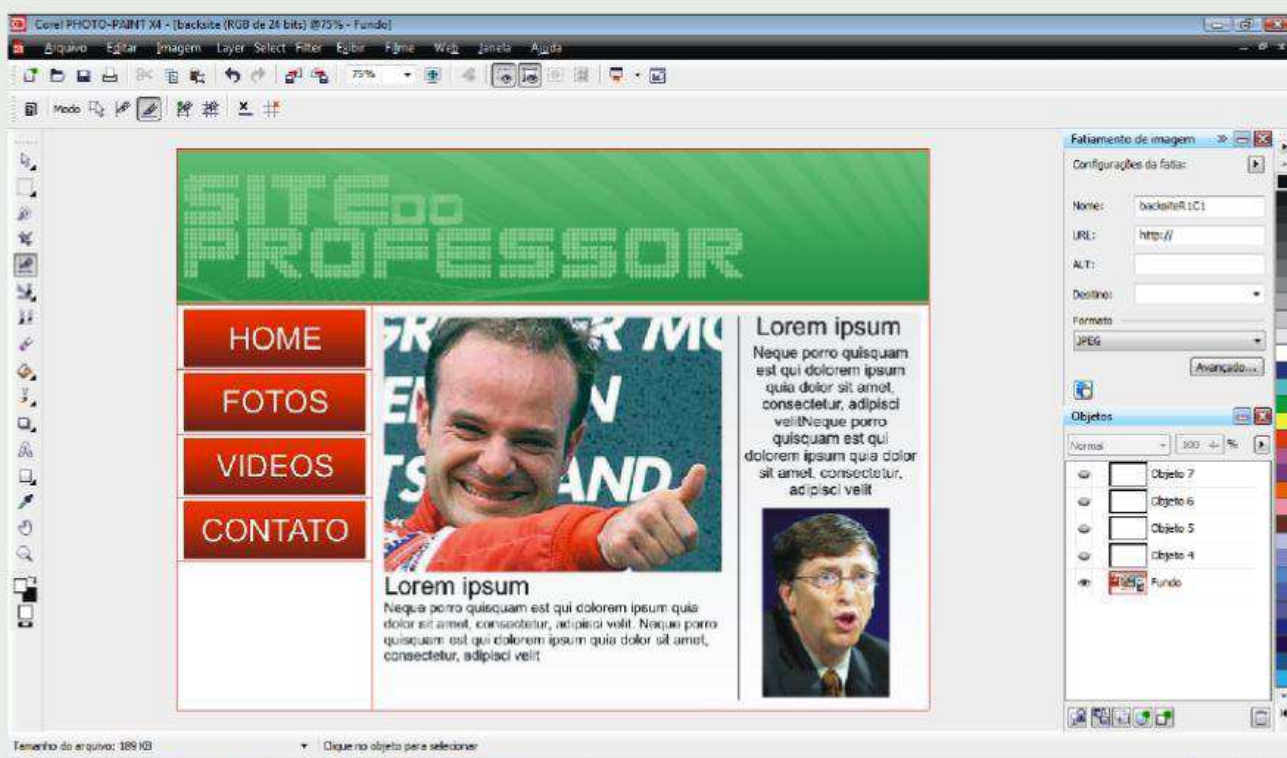 Corel PHOTO-PAINT X4 - [backsite (RGB de 24 bits) @75% - Fundo]
Arquivo Editar Imagem Layer Select Filter Exibir Filme Web Janela Ajuda
75%
Modo
Fatiamento de imagem
Configurações da fatia:
Nome: backsiteR1C1
URL: http://
ALT:
Destino:
Formato
JPEG
Avançado...
Objetos
Normal 100 %
Objeto 7
Objeto 6
Objeto 5
Objeto 4
Fundo
SITE DO
PROFESSOR
HOME
FOTOS
VIDEOS
CONTATO
Lorem ipsum
Neque porro quisquam est qui dolorem ipsum quia
dolor sit amet, consectetur, adipisci velit. Neque porro
quisquam est qui dolorem ipsum quia dolor sit amet,
consectetur, adipisci velit
Lorem ipsum
Neque porro quisquam
est qui dolorem ipsum
quia dolor sit amet,
consectetur, adipisci
velitNeque porro
quisquam est qui
dolorem ipsum quia dolor
sit amet, consectetur,
adipisci velit
Tamanho do arquivo: 189 KB
Clique no objeto para selecionar